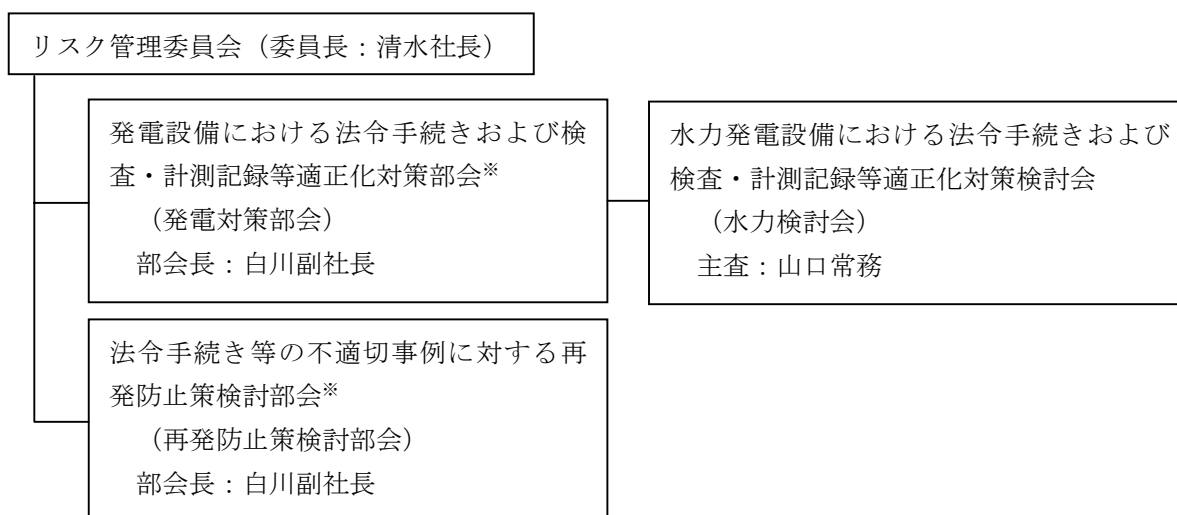 リスク管理委員会（委員長：清水社長）
発電設備における法令手続きおよび検
査・計測記録等適正化対策部会※
（発電対策部会）
部会長：白川副社長
水力発電設備における法令手続きおよび
検査・計測記録等適正化対策検討会
（水力検討会）
主査：山口常務
法令手続き等の不適切事例に対する再
発防止策検討部会※
（再発防止策検討部会）
部会長：白川副社長